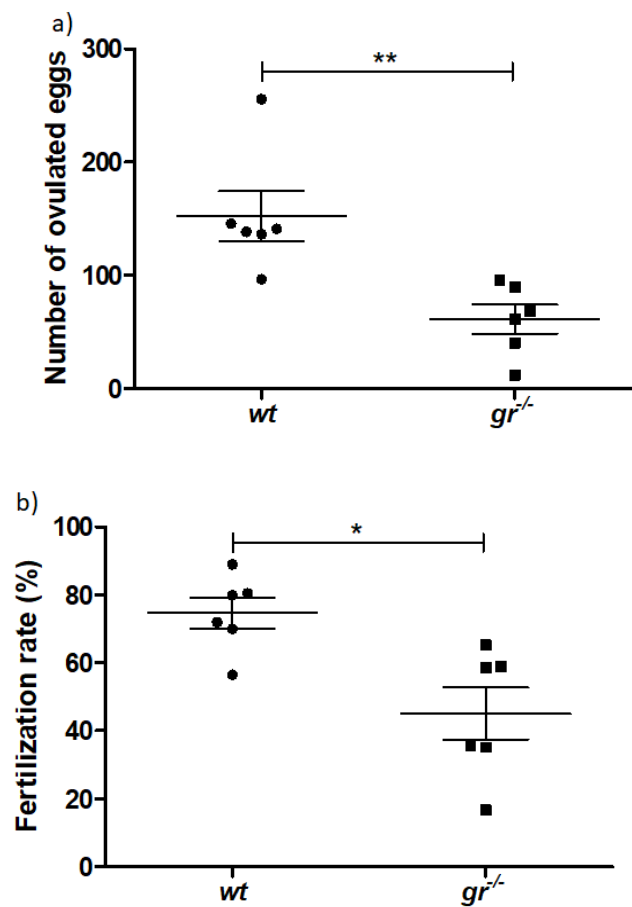 a)
Number of ovulated eggs
300
200
100
0
**
wt
gr-/-
b)
Fertilization rate (%)
100
80
60
40
20
0
*
wt
gr-/-